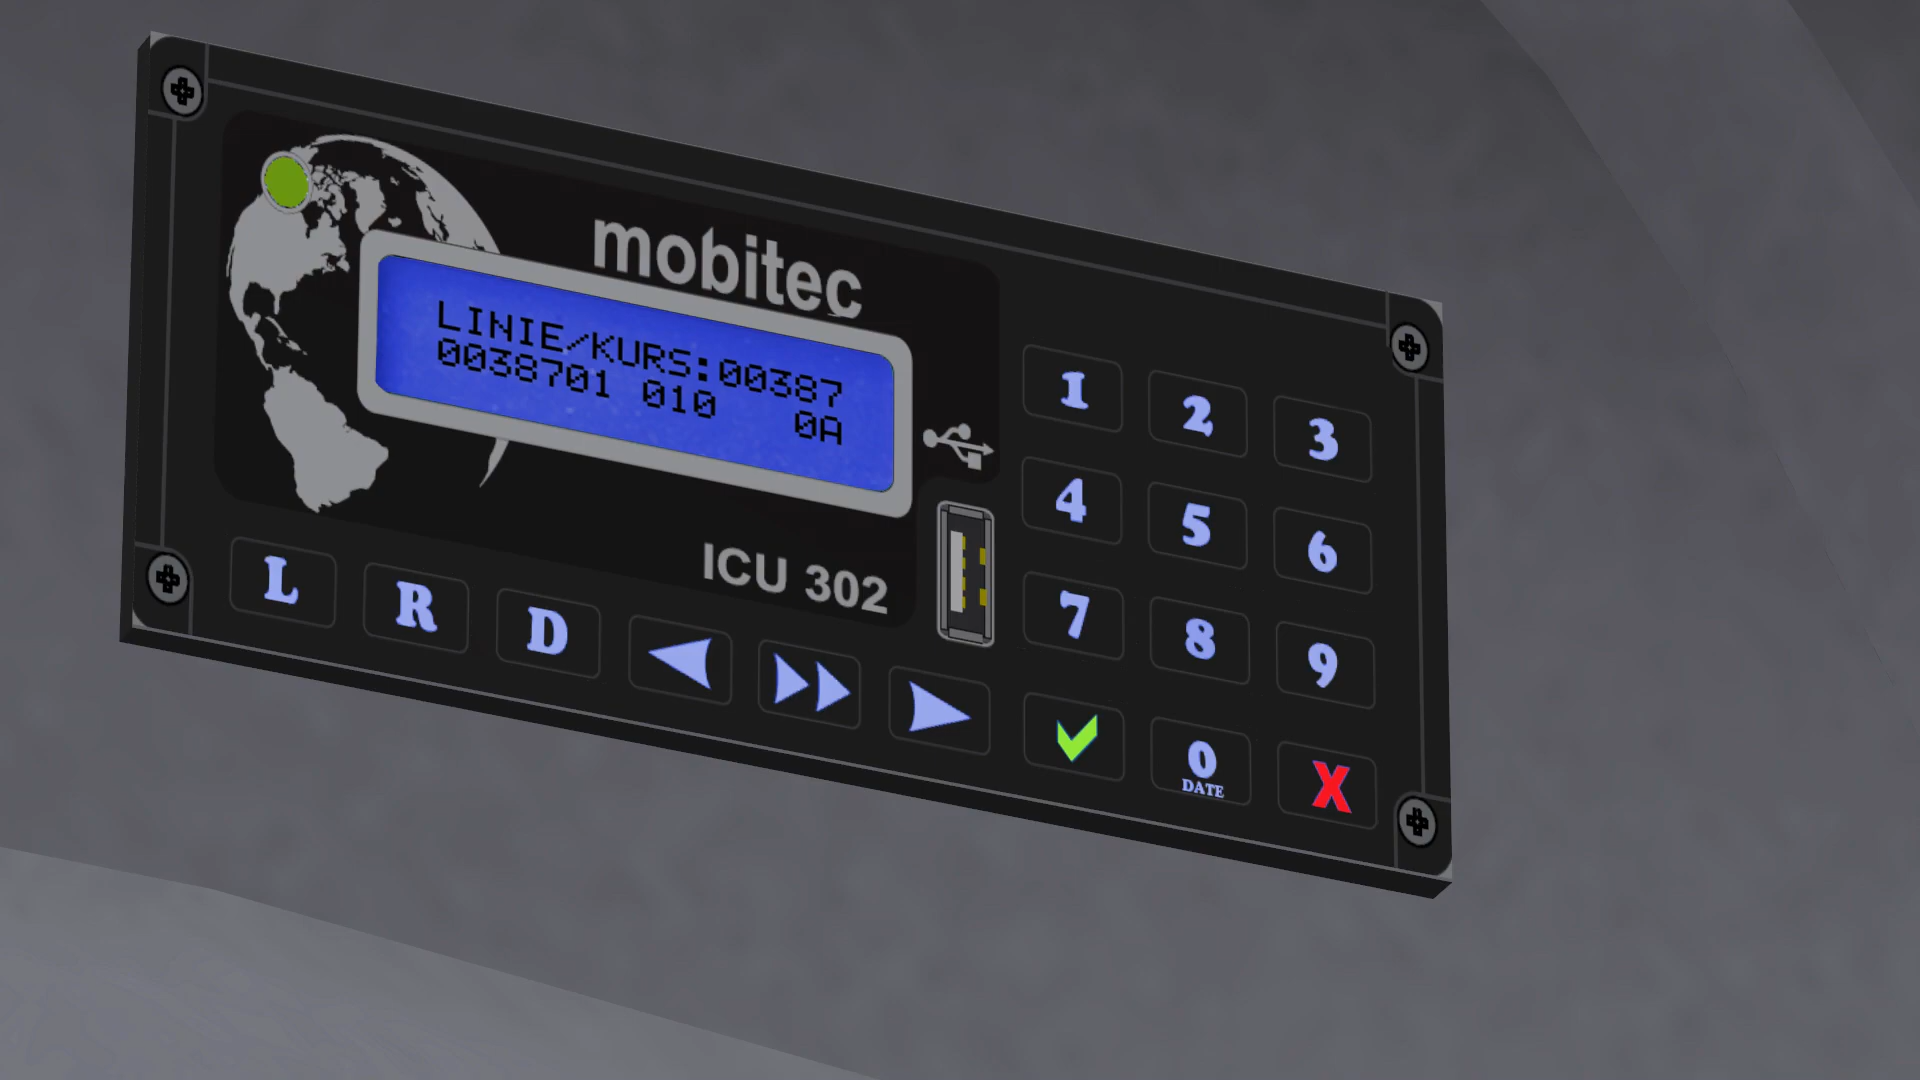 mobitec
LINIE/KURS:00387
0038701 010 0A
ICU 302
1 2 3
4 5 6
7 8 9
0 DATE X
L R D